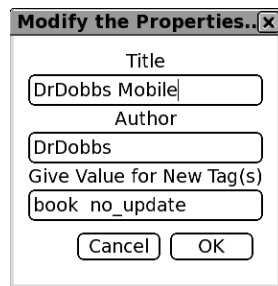 Modify the Properties..
Title
DrDobbs Mobile
Author
DrDobbs
Give Value for New Tag(s)
book no_update
Cancel OK